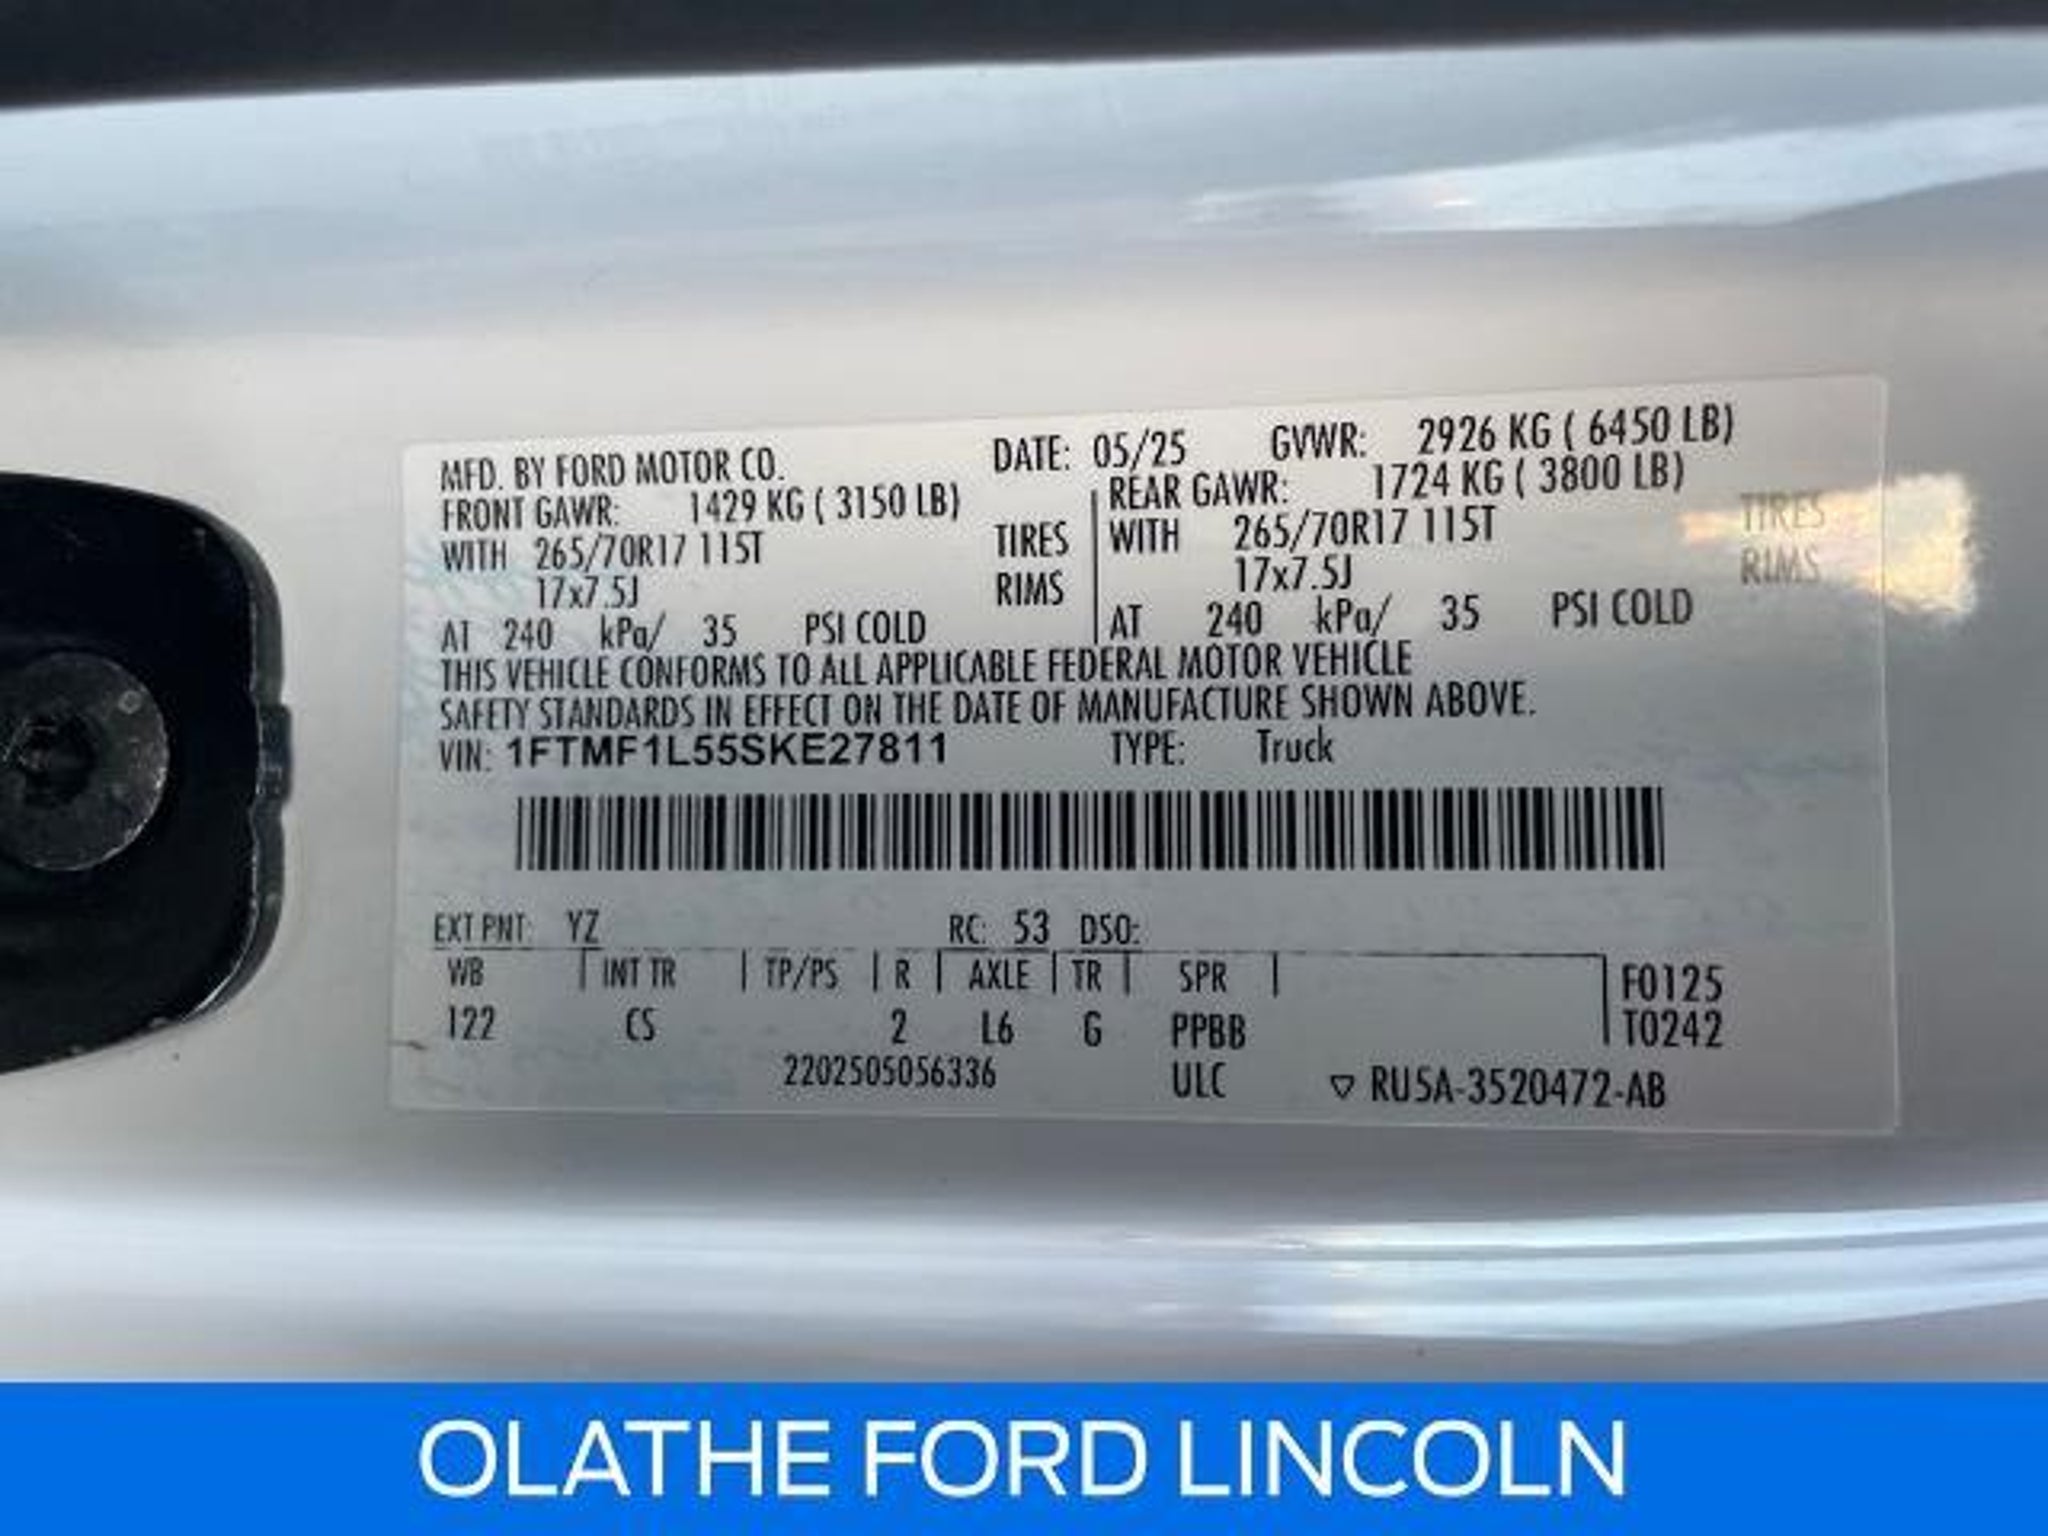 MFD. BY FORD MOTOR CO. DATE: 05/25 GVWR: 2926 KG ( 6450 LB)
FRONT GAWR: 1429 KG ( 3150 LB) REAR GAWR: 1724 KG ( 3800 LB)
WITH 265/70R17 115T TIRES WITH 265/70R17 115T TIRES
17x7.5J RIMS 17x7.5J RIMS
AT 240 kPa/ 35 PSI COLD AT 240 kPa/ 35 PSI COLD
THIS VEHICLE CONFORMS TO ALL APPLICABLE FEDERAL MOTOR VEHICLE
SAFETY STANDARDS IN EFFECT ON THE DATE OF MANUFACTURE SHOWN ABOVE.
VIN: 1FTMF1L55SKE27811 TYPE: Truck
EXT PNT: YZ RC: 53 DSO:
WB INT TR TP/PS R AXLE TR SPR F0125
122 CS 2 L6 G PPBB T0242
2202505056336 ULC ▽ RU5A-3520472-AB
OLATHE FORD LINCOLN